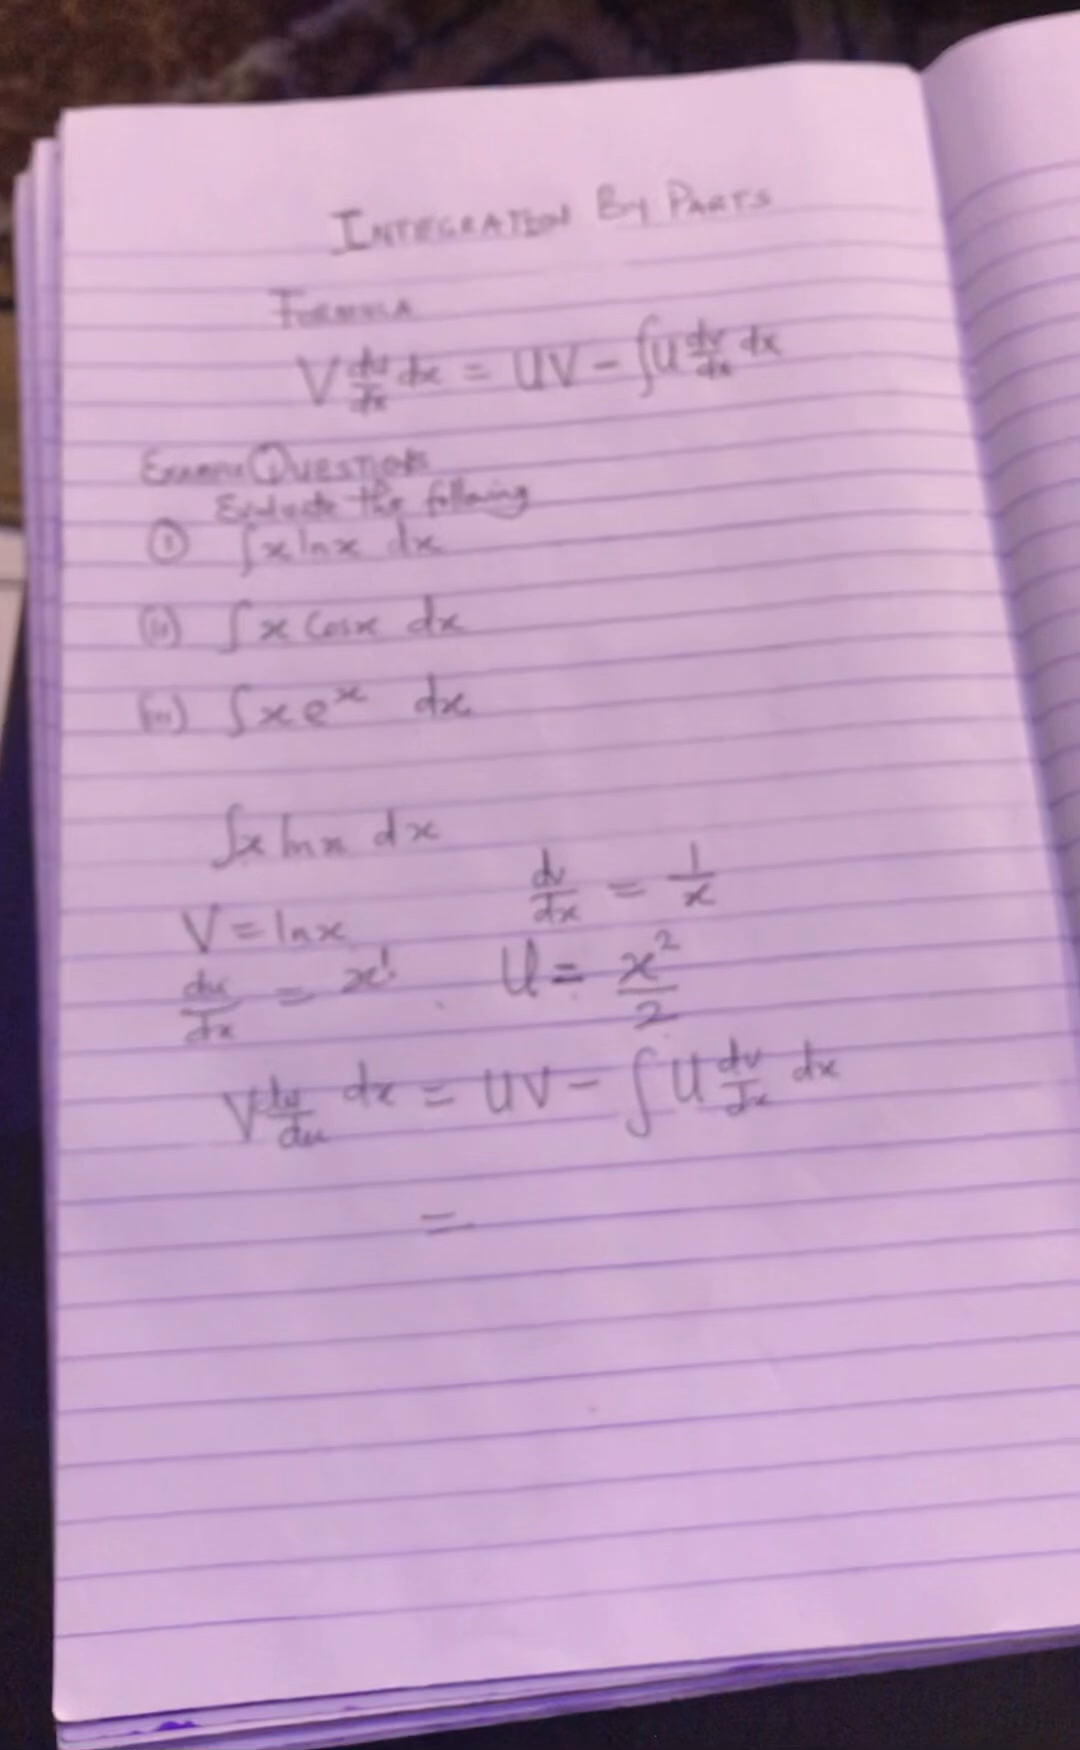 INTEGRATION By PARTS
FORMULA
V du/dx dx = UV - ∫U dv/dx dx
Example QUESTIONS
Evaluate the following
(i) ∫x lnx dx
(ii) ∫x Cosx dx
(iii) ∫x eˣ dx
∫x lnx dx
V = lnx dv/dx = 1/x
du/dx = x¹ U = x²/2
V du/du dx = UV - ∫U dv/dx dx
=